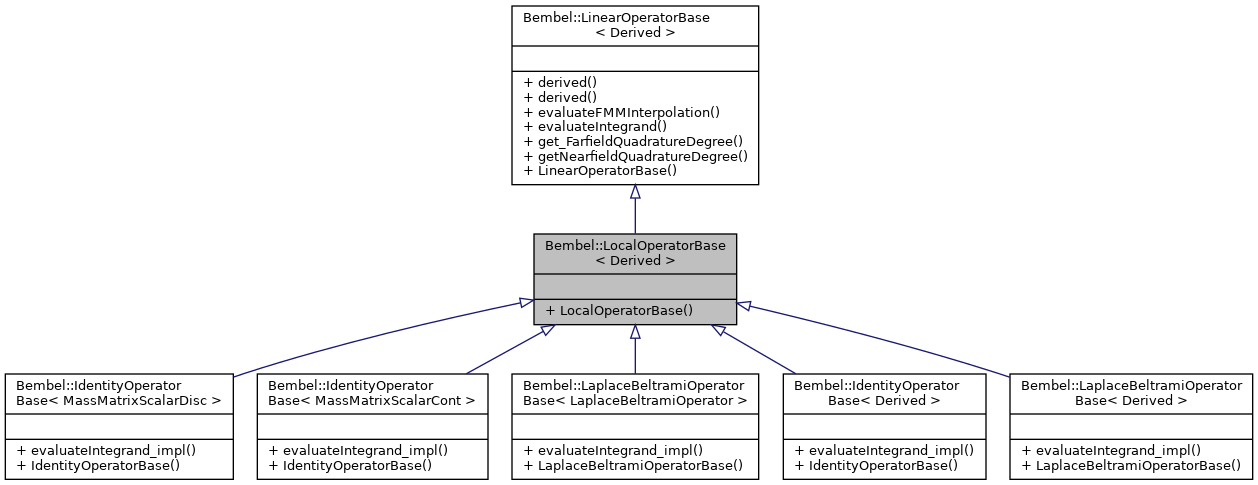 Bembel::LinearOperatorBase
< Derived >
+ derived()
+ derived()
+ evaluateFMMInterpolation()
+ evaluateIntegrand()
+ get_FarfieldQuadratureDegree()
+ getNearfieldQuadratureDegree()
+ LinearOperatorBase()
Bembel::LocalOperatorBase
< Derived >
+ LocalOperatorBase()
Bembel::IdentityOperator
Base< MassMatrixScalarDisc >
+ evaluateIntegrand_impl()
+ IdentityOperatorBase()
Bembel::IdentityOperator
Base< MassMatrixScalarCont >
+ evaluateIntegrand_impl()
+ IdentityOperatorBase()
Bembel::LaplaceBeltramiOperator
Base< LaplaceBeltramiOperator >
+ evaluateIntegrand_impl()
+ LaplaceBeltramiOperatorBase()
Bembel::IdentityOperator
Base< Derived >
+ evaluateIntegrand_impl()
+ IdentityOperatorBase()
Bembel::LaplaceBeltramiOperator
Base< Derived >
+ evaluateIntegrand_impl()
+ LaplaceBeltramiOperatorBase()